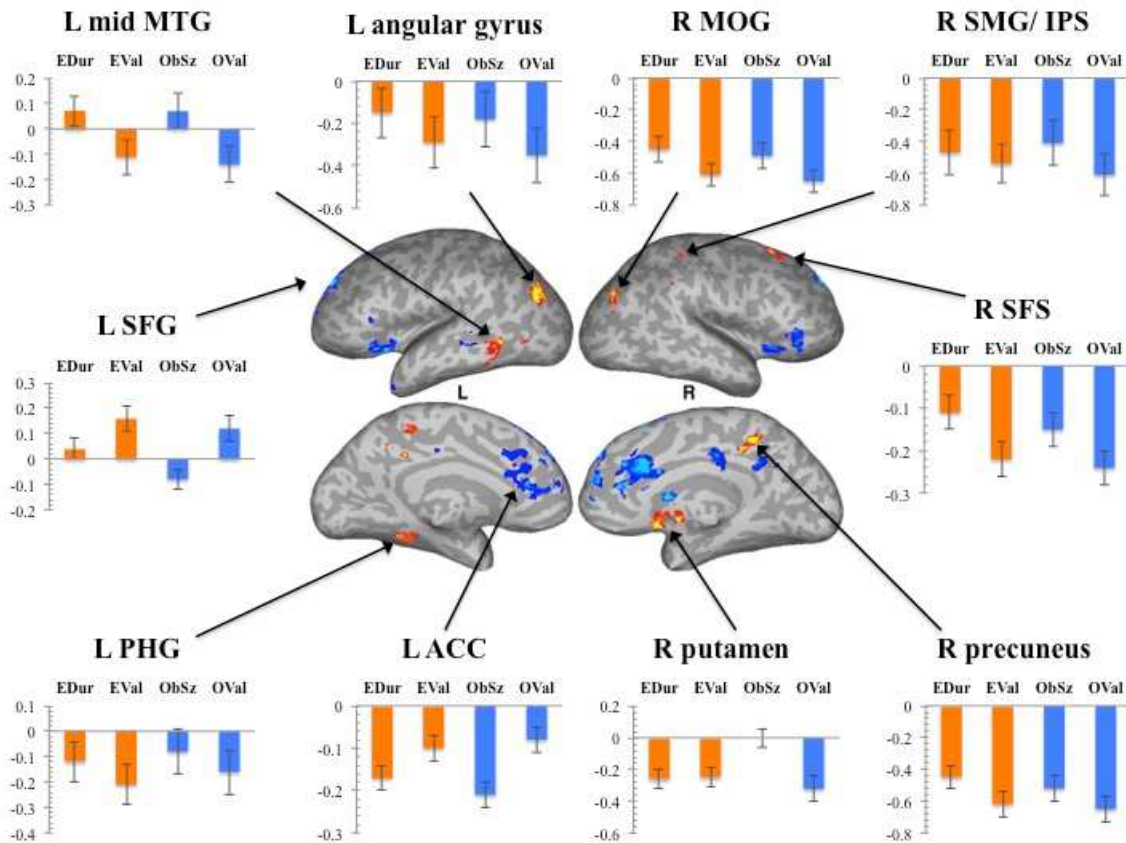 L mid MTG
EDur EVal ObSz OVal
0.2
0.1
0
-0.1
-0.2
-0.3
L angular gyrus
EDur EVal ObSz OVal
0
-0.2
-0.4
-0.6
R MOG
EDur EVal ObSz OVal
0
-0.2
-0.4
-0.6
-0.8
R SMG/ IPS
EDur EVal ObSz OVal
0
-0.2
-0.4
-0.6
-0.8
L SFG
EDur EVal ObSz OVal
0.3
0.2
0.1
0
-0.1
-0.2
L
R
R SFS
EDur EVal ObSz OVal
0
-0.1
-0.2
-0.3
L PHG
EDur EVal ObSz OVal
0.1
0
-0.1
-0.2
-0.3
-0.4
L ACC
EDur EVal ObSz OVal
0
-0.1
-0.2
-0.3
R putamen
EDur EVal ObSz OVal
0.2
0
-0.2
-0.4
-0.6
R precuneus
EDur EVal ObSz OVal
0
-0.2
-0.4
-0.6
-0.8